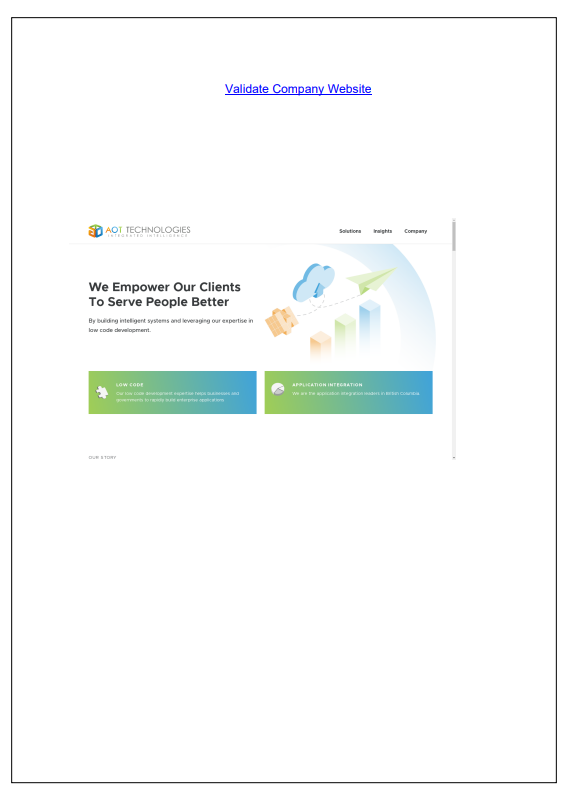 Validate Company Website
AOT TECHNOLOGIES
INTEGRATED INTELLIGENCE
Solutions Insights Company
We Empower Our Clients
To Serve People Better
By building intelligent systems and leveraging our expertise in
low code development.
LOW-CODE
Our low code development expertise helps businesses and
governments to rapidly build enterprise applications.
APPLICATION INTEGRATION
We are the application integration leaders in British Columbia.
OUR STORY